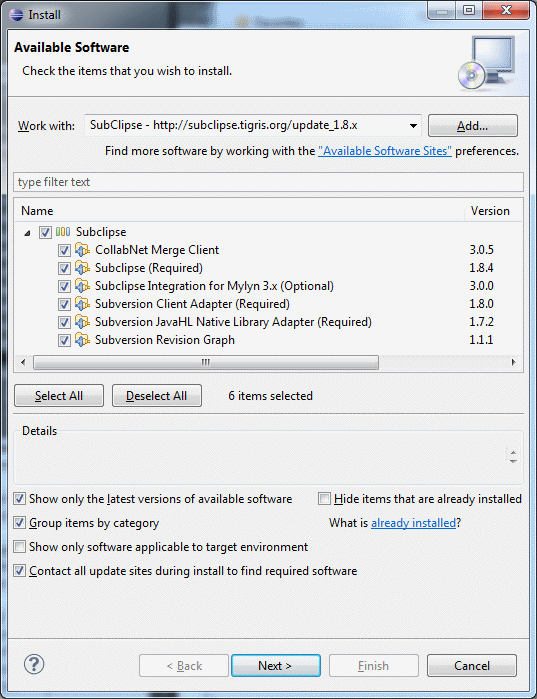 Install
Available Software
Check the items that you wish to install.
Work with: SubClipse - http://subclipse.tigris.org/update_1.8.x Add...
Find more software by working with the "Available Software Sites" preferences.
type filter text
Name Version
Subclipse
CollabNet Merge Client 3.0.5
Subclipse (Required) 1.8.4
Subclipse Integration for Mylyn 3.x (Optional) 3.0.0
Subversion Client Adapter (Required) 1.8.0
Subversion JavaHL Native Library Adapter (Required) 1.7.2
Subversion Revision Graph 1.1.1
Select All Deselect All 6 items selected
Details
Show only the latest versions of available software Hide items that are already installed
Group items by category What is already installed?
Show only software applicable to target environment
Contact all update sites during install to find required software
? < Back Next > Finish Cancel